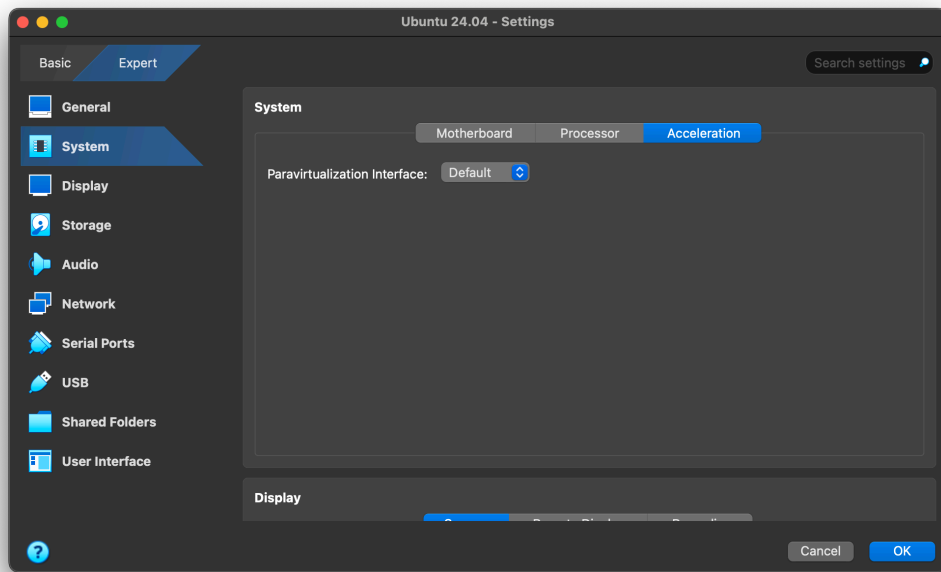 Ubuntu 24.04 - Settings
Basic
Expert
Search settings
General
System
Display
Storage
Audio
Network
Serial Ports
USB
Shared Folders
User Interface
System
Motherboard
Processor
Acceleration
Paravirtualization Interface:
Default
Display
?
Cancel
OK